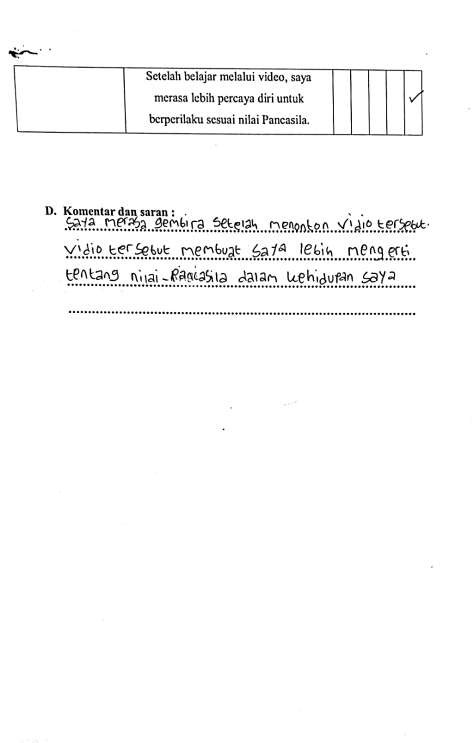 Setelah belajar melalui video, saya
merasa lebih percaya diri untuk
berperilaku sesuai nilai Pancasila.
D. Komentar dan saran :
saya merasa gembira setelah menonton vidio tersebut.
vidio tersebut membuat saya lebih mengerti
tentang nilai-Pancasila dalam kehidupan saya